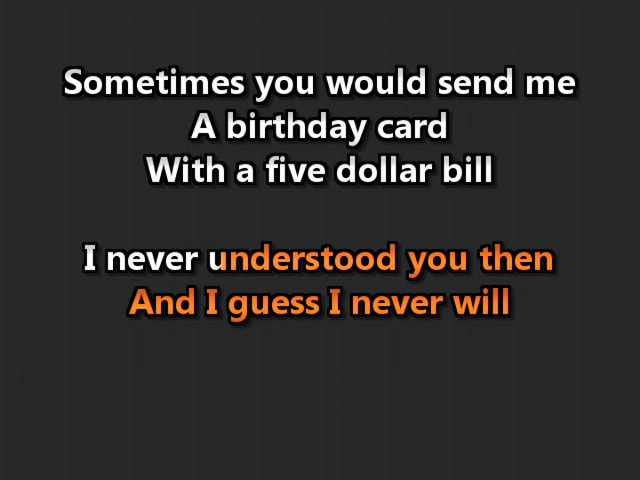 Sometimes you would send me
A birthday card
With a five dollar bill
I never understood you then
And I guess I never will